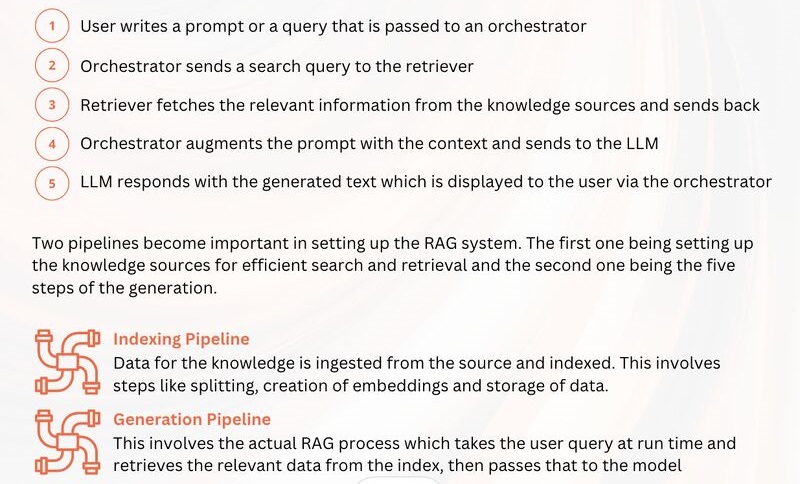 1 User writes a prompt or a query that is passed to an orchestrator
2 Orchestrator sends a search query to the retriever
3 Retriever fetches the relevant information from the knowledge sources and sends back
4 Orchestrator augments the prompt with the context and sends to the LLM
5 LLM responds with the generated text which is displayed to the user via the orchestrator
Two pipelines become important in setting up the RAG system. The first one being setting up
the knowledge sources for efficient search and retrieval and the second one being the five
steps of the generation.
Indexing Pipeline
Data for the knowledge is ingested from the source and indexed. This involves
steps like splitting, creation of embeddings and storage of data.
Generation Pipeline
This involves the actual RAG process which takes the user query at run time and
retrieves the relevant data from the index, then passes that to the model